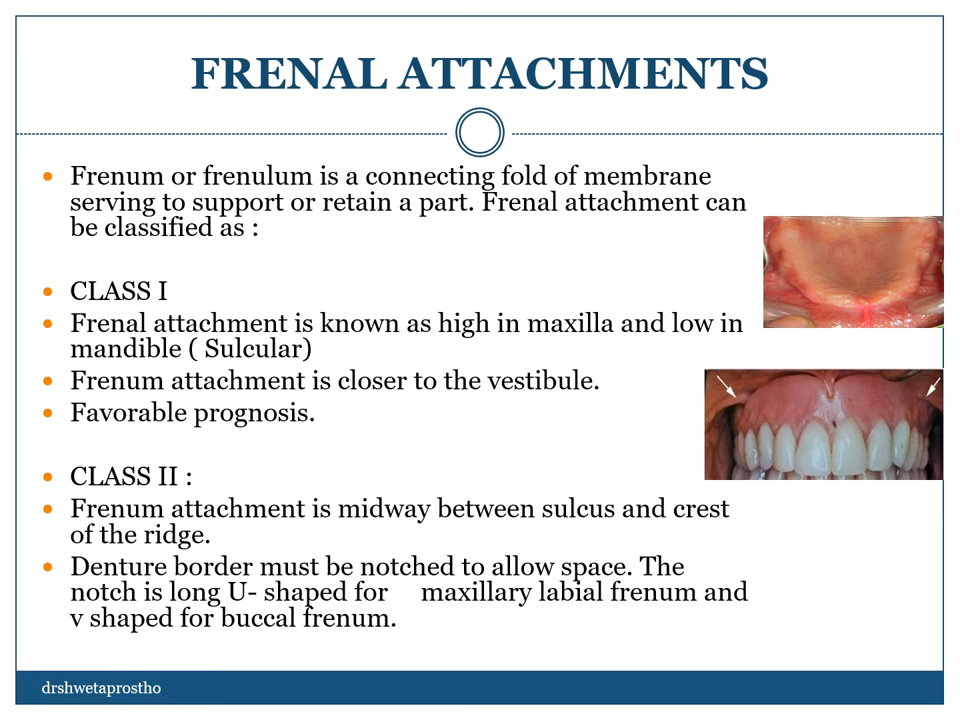 FRENAL ATTACHMENTS
• Frenum or frenulum is a connecting fold of membrane
serving to support or retain a part. Frenal attachment can
be classified as :
• CLASS I
• Frenal attachment is known as high in maxilla and low in
mandible ( Sulcular)
• Frenum attachment is closer to the vestibule.
• Favorable prognosis.
• CLASS II :
• Frenum attachment is midway between sulcus and crest
of the ridge.
• Denture border must be notched to allow space. The
notch is long U- shaped for maxillary labial frenum and
v shaped for buccal frenum.
drshwetaprostho